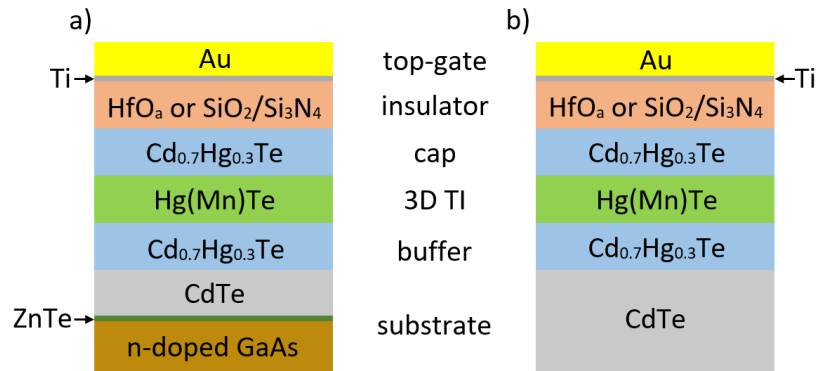 a)
b)
Au
top-gate
Au
Ti
Ti
HfOₐ or SiO₂/Si₃N₄
insulator
HfOₐ or SiO₂/Si₃N₄
Cd₀.₇Hg₀.₃Te
cap
Cd₀.₇Hg₀.₃Te
Hg(Mn)Te
3D TI
Hg(Mn)Te
Cd₀.₇Hg₀.₃Te
buffer
Cd₀.₇Hg₀.₃Te
CdTe
ZnTe
substrate
CdTe
n-doped GaAs